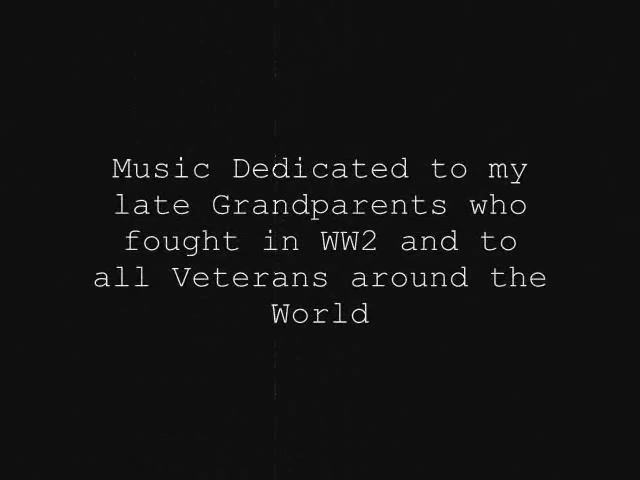 Music Dedicated to my
late Grandparents who
fought in WW2 and to
all Veterans around the
World